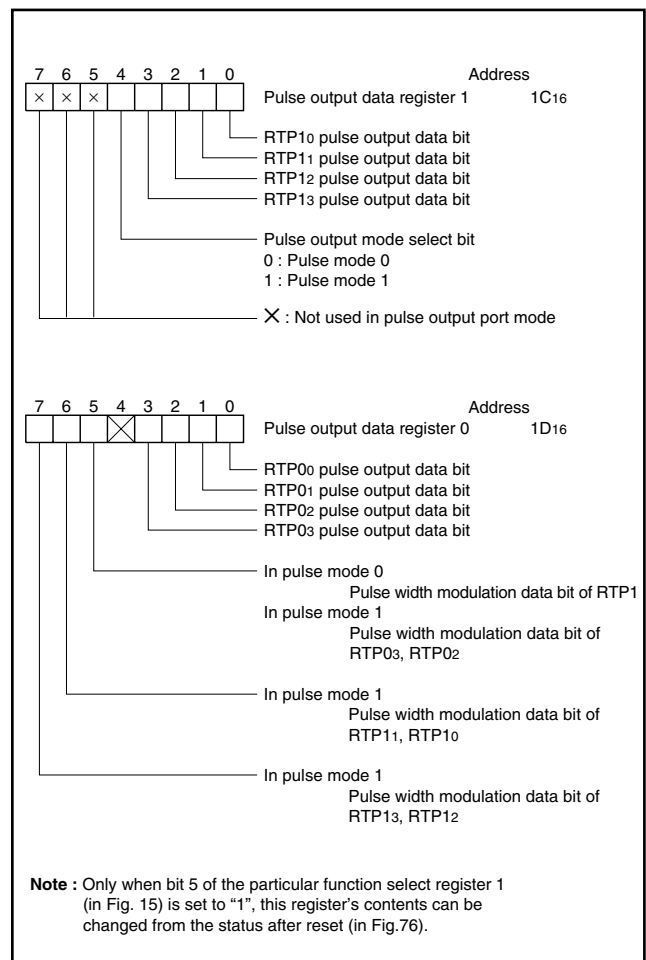 7 6 5 4 3 2 1 0 Address
× × × Pulse output data register 1 1C16
RTP10 pulse output data bit
RTP11 pulse output data bit
RTP12 pulse output data bit
RTP13 pulse output data bit
Pulse output mode select bit
0 : Pulse mode 0
1 : Pulse mode 1
× : Not used in pulse output port mode
7 6 5 4 3 2 1 0 Address
Pulse output data register 0 1D16
RTP00 pulse output data bit
RTP01 pulse output data bit
RTP02 pulse output data bit
RTP03 pulse output data bit
In pulse mode 0
Pulse width modulation data bit of RTP1
In pulse mode 1
Pulse width modulation data bit of
RTP03, RTP02
In pulse mode 1
Pulse width modulation data bit of
RTP11, RTP10
In pulse mode 1
Pulse width modulation data bit of
RTP13, RTP12
Note : Only when bit 5 of the particular function select register 1
(in Fig. 15) is set to “1”, this register’s contents can be
changed from the status after reset (in Fig.76).